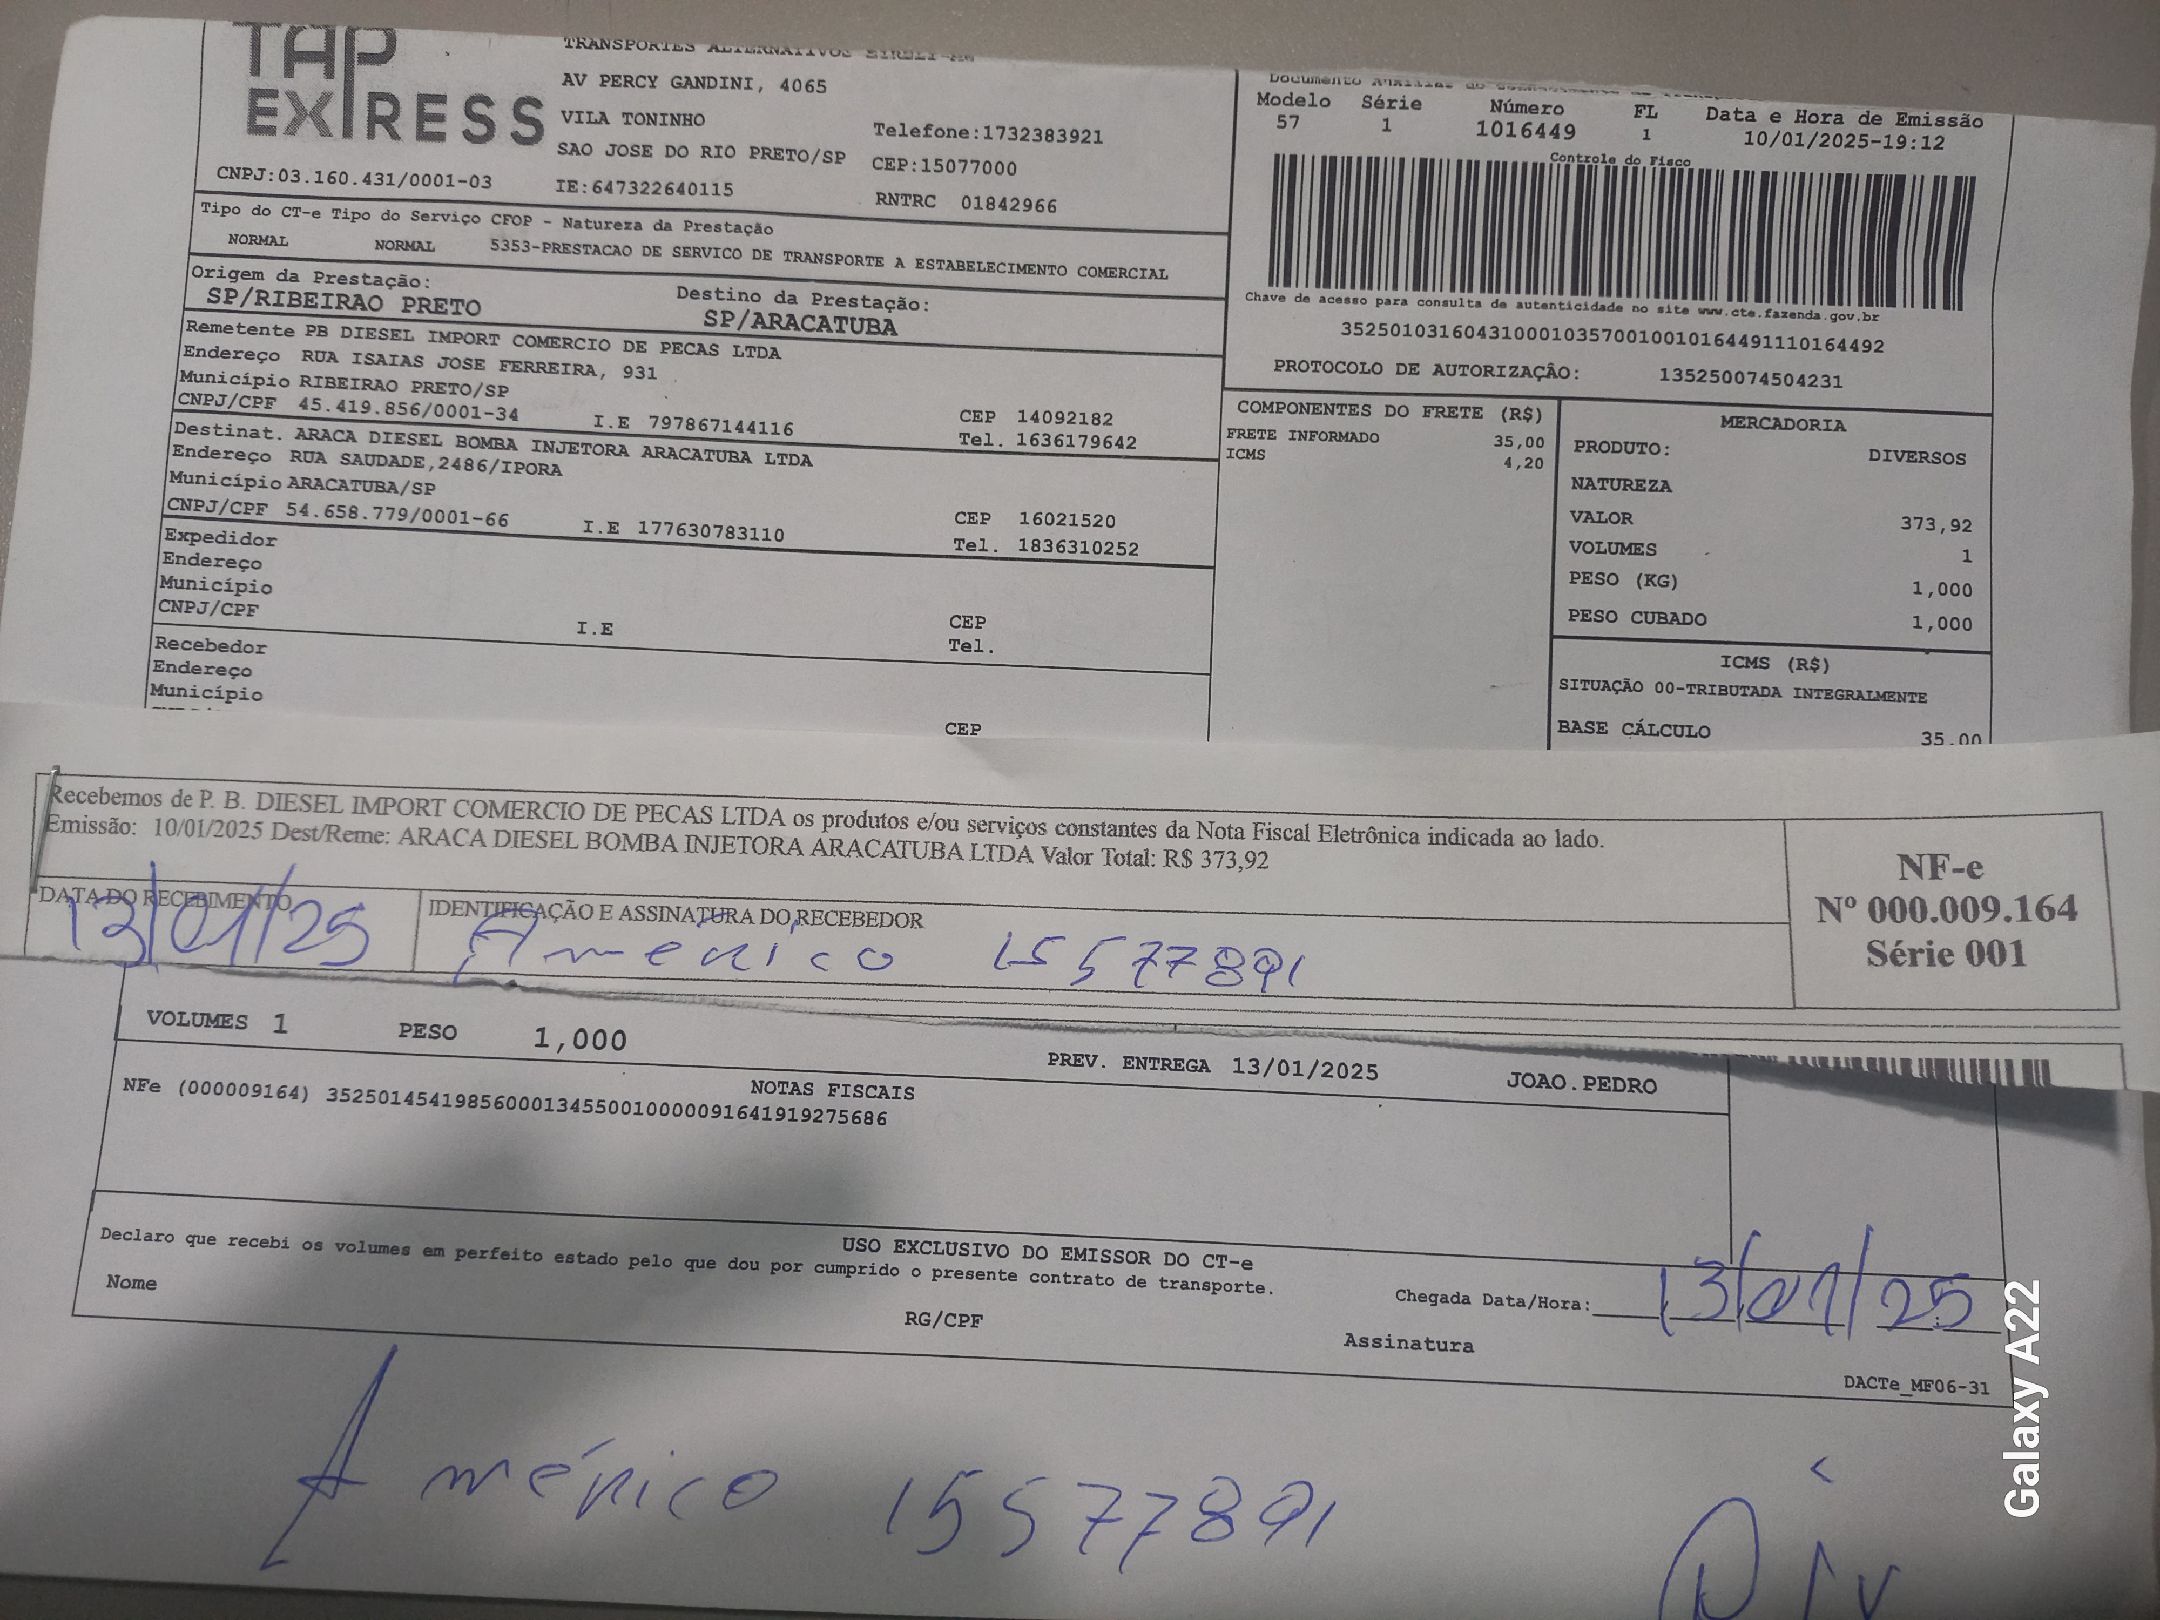 TAP
EXPRESS
TRANSPORTES ALTERNATIVOS EIRELI-ME
AV PERCY GANDINI, 4065
VILA TONINHO
Telefone:1732383921
SAO JOSE DO RIO PRETO/SP CEP:15077000
CNPJ:03.160.431/0001-03 IE:647322640115 RNTRC 01842966
Tipo do CT-e Tipo do Serviço CFOP - Natureza da Prestação
NORMAL NORMAL 5353-PRESTACAO DE SERVICO DE TRANSPORTE A ESTABELECIMENTO COMERCIAL
Origem da Prestação: Destino da Prestação:
SP/RIBEIRAO PRETO SP/ARACATUBA
Remetente PB DIESEL IMPORT COMERCIO DE PECAS LTDA
Endereço RUA ISAIAS JOSE FERREIRA, 931
Município RIBEIRAO PRETO/SP CEP 14092182
CNPJ/CPF 45.419.856/0001-34 I.E 797867144116 Tel. 1636179642
Destinat. ARACA DIESEL BOMBA INJETORA ARACATUBA LTDA
Endereço RUA SAUDADE,2486/IPORA
Município ARACATUBA/SP CEP 16021520
CNPJ/CPF 54.658.779/0001-66 I.E 177630783110 Tel. 1836310252
Expedidor
Endereço
Município CEP
CNPJ/CPF I.E Tel.
Recebedor
Endereço
Município CEP
Documento Auxiliar do
Modelo Série Número FL Data e Hora de Emissão
57 1 1016449 1 10/01/2025-19:12
Controle do Fisco
Chave de acesso para consulta de autenticidade no site www.cte.fazenda.gov.br
35250103160431000103570010010164491110164492
PROTOCOLO DE AUTORIZAÇÃO: 135250074504231
COMPONENTES DO FRETE (R$)
FRETE INFORMADO 35,00
ICMS 4,20
MERCADORIA
PRODUTO: DIVERSOS
NATUREZA
VALOR 373,92
VOLUMES 1
PESO (KG) 1,000
PESO CUBADO 1,000
ICMS (R$)
SITUAÇÃO 00-TRIBUTADA INTEGRALMENTE
BASE CÁLCULO 35,00
Recebemos de P. B. DIESEL IMPORT COMERCIO DE PECAS LTDA os produtos e/ou serviços constantes da Nota Fiscal Eletrônica indicada ao lado.
Emissão: 10/01/2025 Dest/Reme: ARACA DIESEL BOMBA INJETORA ARACATUBA LTDA Valor Total: R$ 373,92
DATA DO RECEBIMENTO IDENTIFICAÇÃO E ASSINATURA DO RECEBEDOR
13/01/25 Américo 15577891
NF-e
Nº 000.009.164
Série 001
VOLUMES 1 PESO 1,000 PREV. ENTREGA 13/01/2025 JOAO.PEDRO
NOTAS FISCAIS
NFe (000009164) 35250145419856000134550010000091641919275686
USO EXCLUSIVO DO EMISSOR DO CT-e
Declaro que recebi os volumes em perfeito estado pelo que dou por cumprido o presente contrato de transporte.
Nome RG/CPF Assinatura
Chegada Data/Hora: 13/01/25
DACTe_MF06-31
Américo 15577891
Galaxy A22